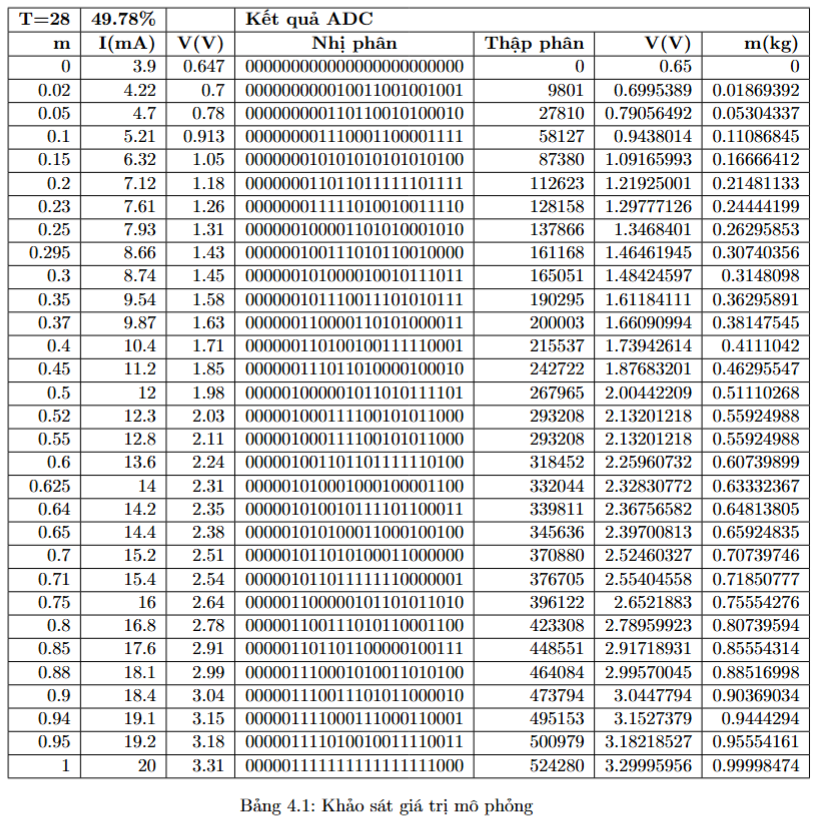 T=28 49.78% Kết quả ADC
m I(mA) V(V) Nhị phân Thập phân V(V) m(kg)
0 3.9 0.647 000000000000000000000000 0 0.65 0
0.02 4.22 0.7 000000000010011001001001 9801 0.6995389 0.01869392
0.05 4.7 0.78 000000000110110010100010 27810 0.79056492 0.05304337
0.1 5.21 0.913 000000001110001100001111 58127 0.9438014 0.11086845
0.15 6.32 1.05 000000010101010101010100 87380 1.09165993 0.16666412
0.2 7.12 1.18 000000011011011111101111 112623 1.21925001 0.21481133
0.23 7.61 1.26 000000011111010010011110 128158 1.29777126 0.24444199
0.25 7.93 1.31 000000100001101010001010 137866 1.3468401 0.26295853
0.295 8.66 1.43 000000100111010110010000 161168 1.46461945 0.30740356
0.3 8.74 1.45 000000101000010010111011 165051 1.48424597 0.3148098
0.35 9.54 1.58 000000101110011101010111 190295 1.61184111 0.36295891
0.37 9.87 1.63 000000110000110101000011 200003 1.66090994 0.38147545
0.4 10.4 1.71 000000110100100111110001 215537 1.73942614 0.4111042
0.45 11.2 1.85 000000111011010000100010 242722 1.87683201 0.46295547
0.5 12 1.98 000001000001011010111101 267965 2.00442209 0.51110268
0.52 12.3 2.03 000001000111100101011000 293208 2.13201218 0.55924988
0.55 12.8 2.11 000001000111100101011000 293208 2.13201218 0.55924988
0.6 13.6 2.24 000001001101101111110100 318452 2.25960732 0.60739899
0.625 14 2.31 000001010001000100001100 332044 2.32830772 0.63332367
0.64 14.2 2.35 000001010010111101100011 339811 2.36756582 0.64813805
0.65 14.4 2.38 000001010100011000100100 345636 2.39700813 0.65924835
0.7 15.2 2.51 000001011010100011000000 370880 2.52460327 0.70739746
0.71 15.4 2.54 000001011011111110000001 376705 2.55404558 0.71850777
0.75 16 2.64 000001100000101101011010 396122 2.6521883 0.75554276
0.8 16.8 2.78 000001100111010110001100 423308 2.78959923 0.80739594
0.85 17.6 2.91 000001101101100000100111 448551 2.91718931 0.85554314
0.88 18.1 2.99 000001110001010011010100 464084 2.99570045 0.88516998
0.9 18.4 3.04 000001110011101011000010 473794 3.0447794 0.90369034
0.94 19.1 3.15 000001111000111000110001 495153 3.1527379 0.9444294
0.95 19.2 3.18 000001111010010011110011 500979 3.18218527 0.95554161
1 20 3.31 000001111111111111111000 524280 3.29995956 0.99998474
Bảng 4.1: Khảo sát giá trị mô phỏng